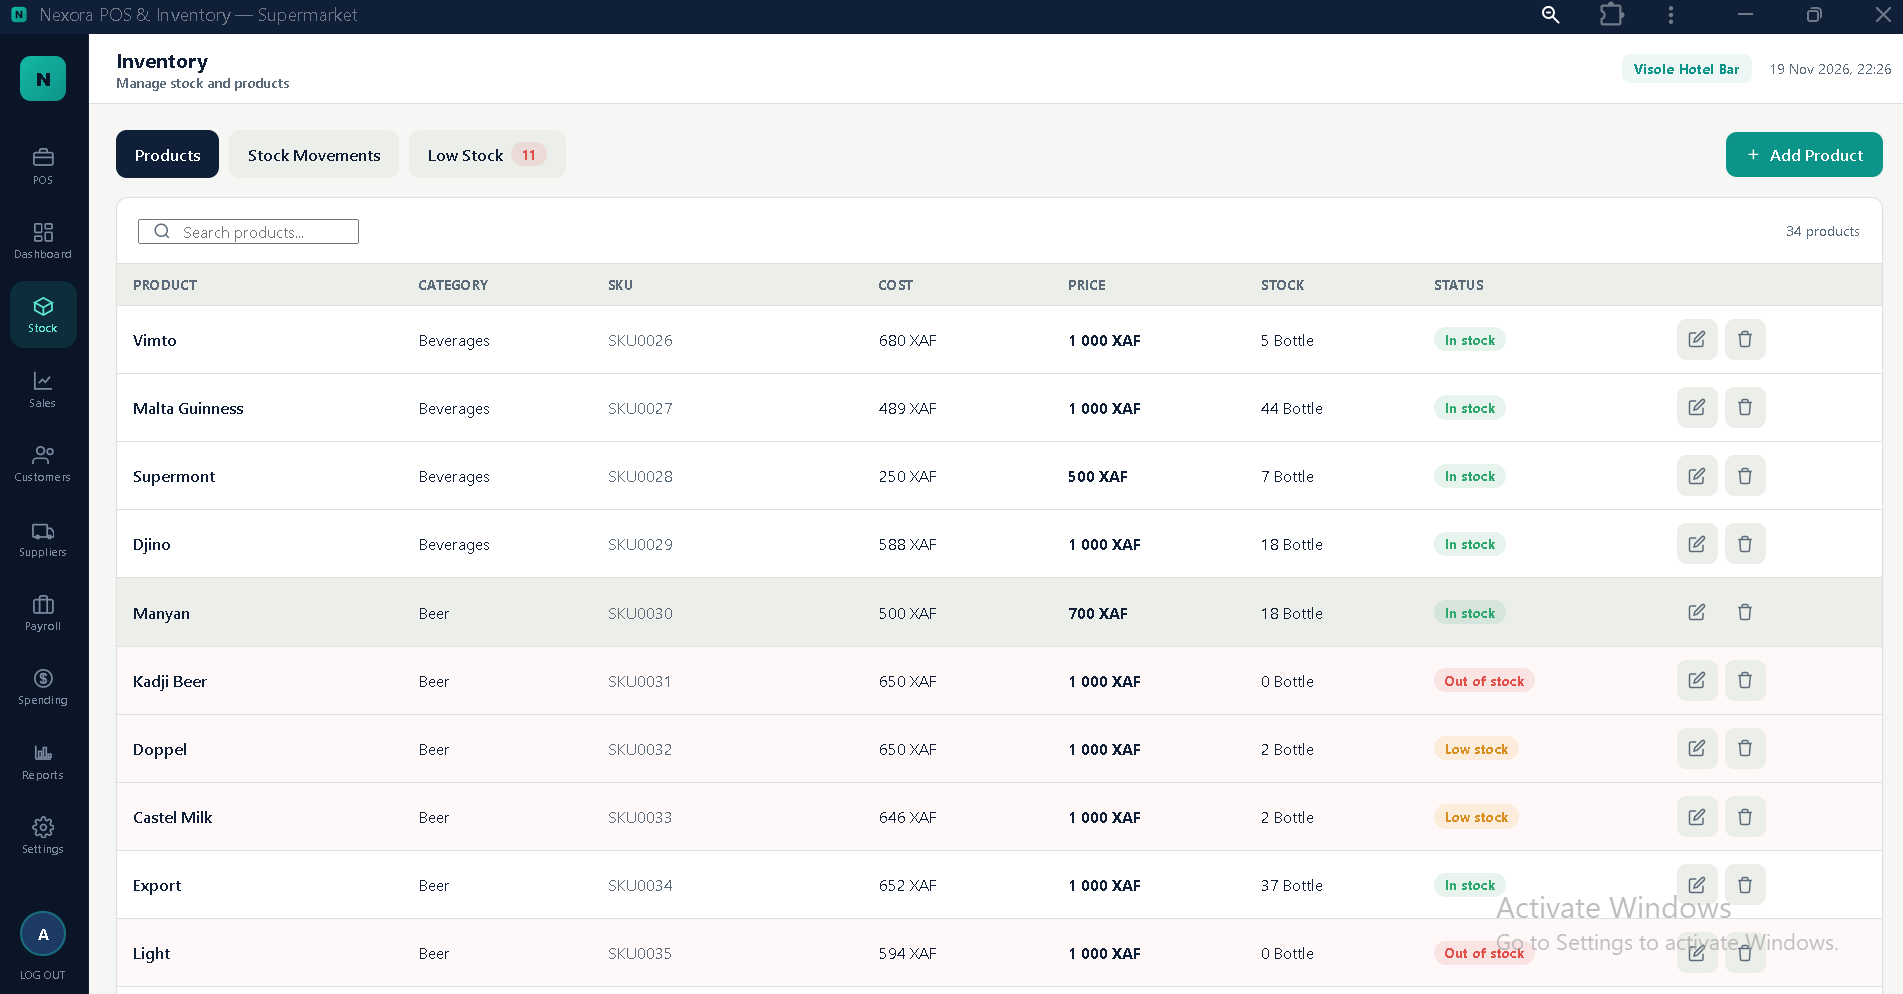 N Nexora POS & Inventory — Supermarket
N
POS
Dashboard
Stock
Sales
Customers
Suppliers
Payroll
Spending
Reports
Settings
A
LOG OUT
Inventory
Manage stock and products
Visole Hotel Bar 19 Nov 2026, 22:26
Products Stock Movements Low Stock 11 + Add Product
Search products... 34 products
PRODUCT CATEGORY SKU COST PRICE STOCK STATUS
Vimto Beverages SKU0026 680 XAF 1 000 XAF 5 Bottle In stock
Malta Guinness Beverages SKU0027 489 XAF 1 000 XAF 44 Bottle In stock
Supermont Beverages SKU0028 250 XAF 500 XAF 7 Bottle In stock
Djino Beverages SKU0029 588 XAF 1 000 XAF 18 Bottle In stock
Manyan Beer SKU0030 500 XAF 700 XAF 18 Bottle In stock
Kadji Beer Beer SKU0031 650 XAF 1 000 XAF 0 Bottle Out of stock
Doppel Beer SKU0032 650 XAF 1 000 XAF 2 Bottle Low stock
Castel Milk Beer SKU0033 646 XAF 1 000 XAF 2 Bottle Low stock
Export Beer SKU0034 652 XAF 1 000 XAF 37 Bottle In stock
Light Beer SKU0035 594 XAF 1 000 XAF 0 Bottle Out of stock
Activate Windows
Go to Settings to activate Windows.